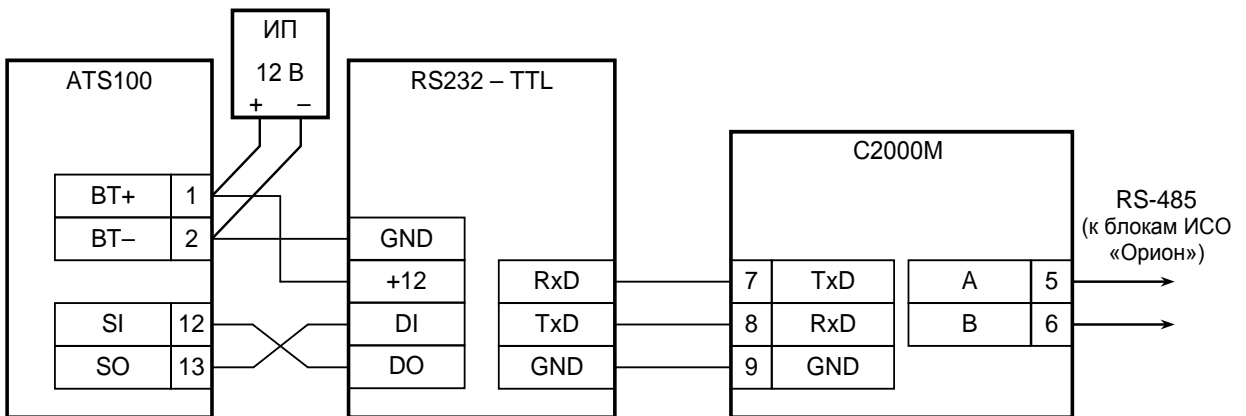 ИП
12 В
+ –
ATS100
BT+ 1
BT– 2
SI 12
SO 13
RS232 – TTL
GND
+12
DI
DO
RxD
TxD
GND
C2000M
7 TxD
8 RxD
9 GND
A 5
B 6
RS-485
(к блокам ИСО
«Орион»)